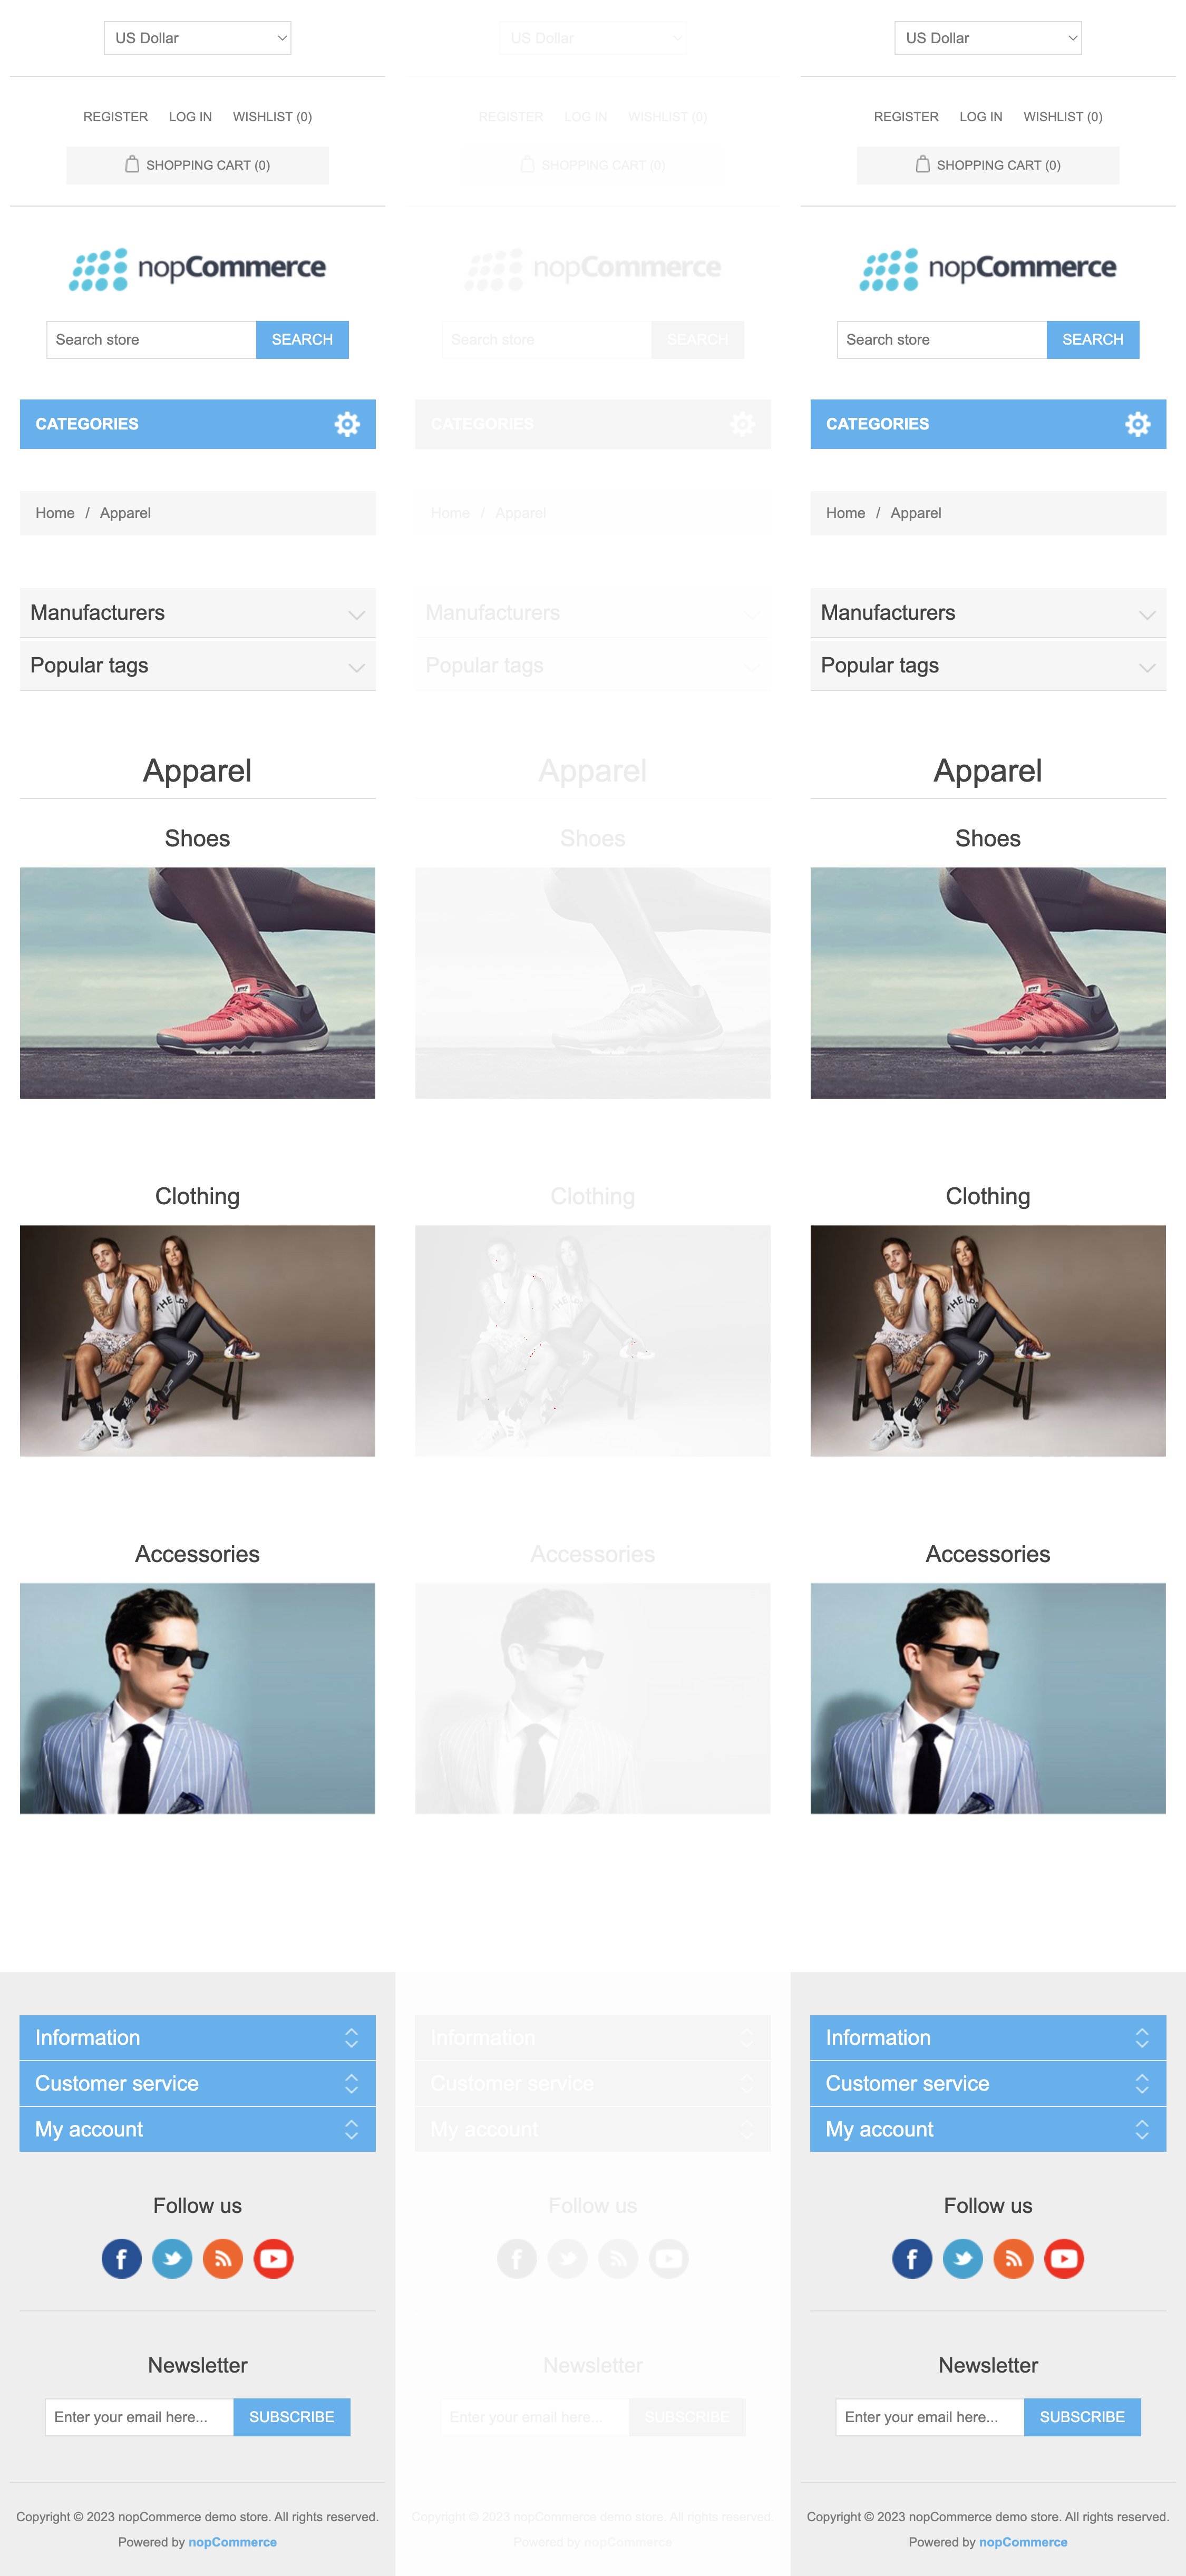 US Dollar
REGISTER LOG IN WISHLIST (0)
SHOPPING CART (0)
nopCommerce
Search store SEARCH
CATEGORIES
Home / Apparel
Manufacturers
Popular tags
Apparel
Shoes
Clothing
THE LDS
Accessories
Information
Customer service
My account
Follow us
Newsletter
Enter your email here... SUBSCRIBE
Copyright © 2023 nopCommerce demo store. All rights reserved.
Powered by nopCommerce
US Dollar
REGISTER LOG IN WISHLIST (0)
SHOPPING CART (0)
nopCommerce
Search store SEARCH
CATEGORIES
Home / Apparel
Manufacturers
Popular tags
Apparel
Shoes
Clothing
Accessories
Information
Customer service
My account
Follow us
Newsletter
Enter your email here... SUBSCRIBE
Copyright © 2023 nopCommerce demo store. All rights reserved.
Powered by nopCommerce
US Dollar
REGISTER LOG IN WISHLIST (0)
SHOPPING CART (0)
nopCommerce
Search store SEARCH
CATEGORIES
Home / Apparel
Manufacturers
Popular tags
Apparel
Shoes
Clothing
Accessories
Information
Customer service
My account
Follow us
Newsletter
Enter your email here... SUBSCRIBE
Copyright © 2023 nopCommerce demo store. All rights reserved.
Powered by nopCommerce